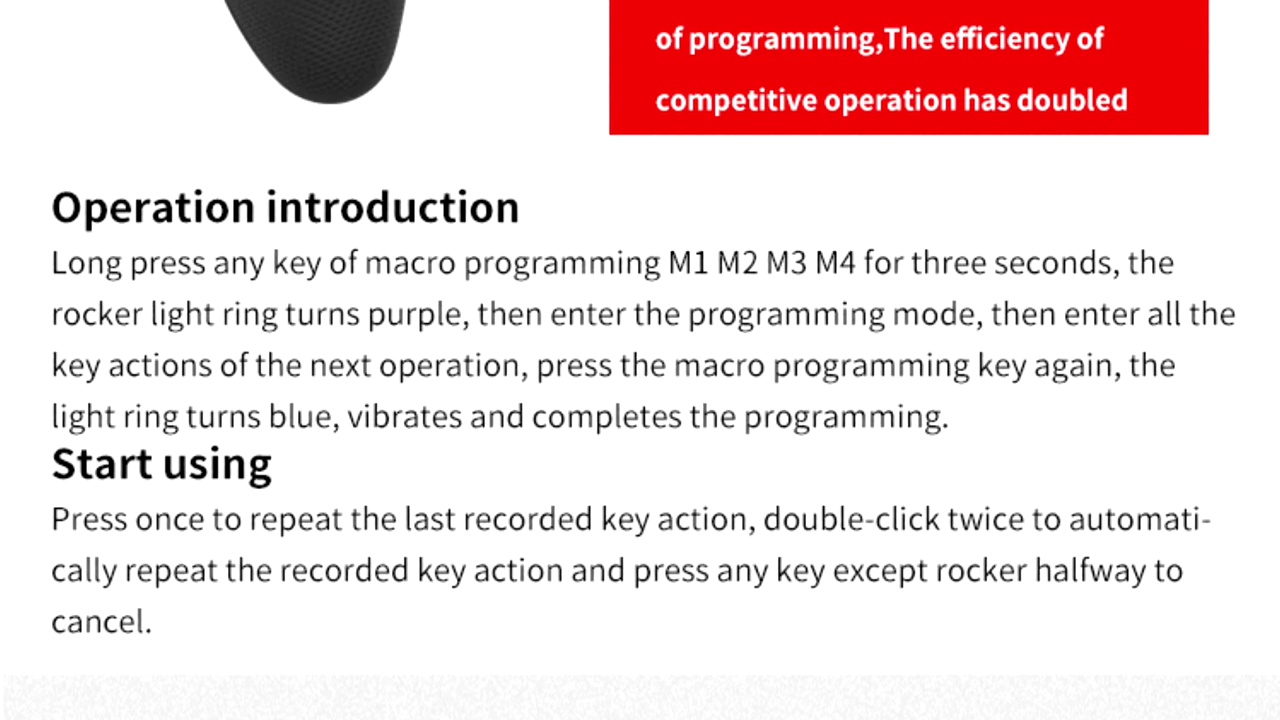 of programming,The efficiency of
competitive operation has doubled
Operation introduction
Long press any key of macro programming M1 M2 M3 M4 for three seconds, the
rocker light ring turns purple, then enter the programming mode, then enter all the
key actions of the next operation, press the macro programming key again, the
light ring turns blue, vibrates and completes the programming.
Start using
Press once to repeat the last recorded key action, double-click twice to automati-
cally repeat the recorded key action and press any key except rocker halfway to
cancel.